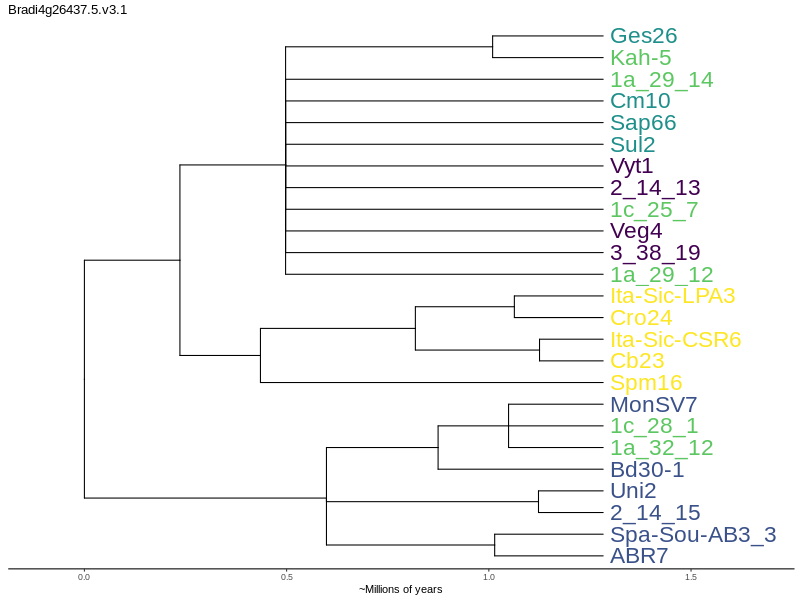 Bradi4g26437.5.v3.1
Ges26
Kah-5
1a_29_14
Cm10
Sap66
Sul2
Vyt1
2_14_13
1c_25_7
Veg4
3_38_19
1a_29_12
Ita-Sic-LPA3
Cro24
Ita-Sic-CSR6
Cb23
Spm16
MonSV7
1c_28_1
1a_32_12
Bd30-1
Uni2
2_14_15
Spa-Sou-AB3_3
ABR7
0.0 0.5 1.0 1.5
~Millions of years